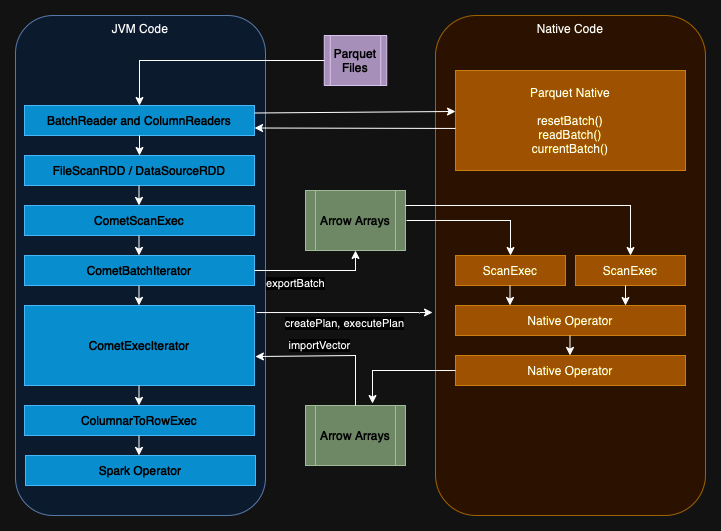 JVM Code
Native Code
Parquet
Files
BatchReader and ColumnReaders
Parquet Native
resetBatch()
readBatch()
currentBatch()
FileScanRDD / DataSourceRDD
CometScanExec
Arrow Arrays
CometBatchIterator
exportBatch
ScanExec
ScanExec
CometExecIterator
createPlan, executePlan
importVector
Native Operator
Native Operator
ColumnarToRowExec
Arrow Arrays
Spark Operator